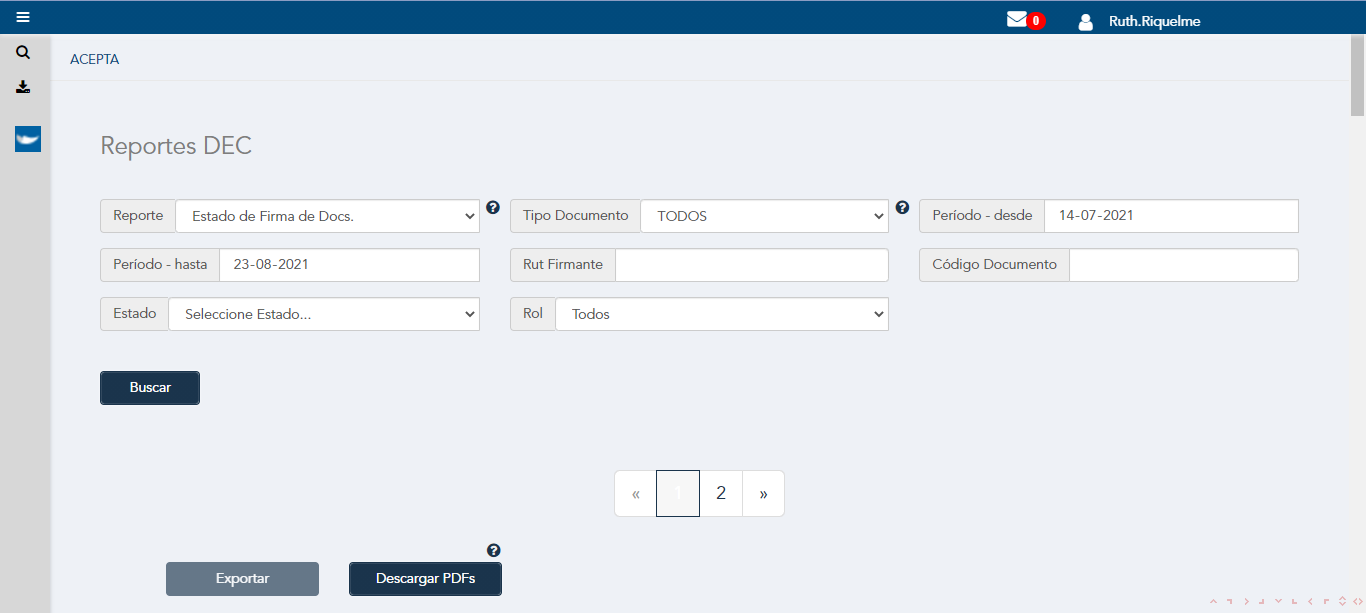 0 Ruth.Riquelme
ACEPTA
Reportes DEC
Reporte Estado de Firma de Docs. Tipo Documento TODOS Período - desde 14-07-2021
Período - hasta 23-08-2021 Rut Firmante Código Documento
Estado Seleccione Estado... Rol Todos
Buscar
« 1 2 »
Exportar Descargar PDFs